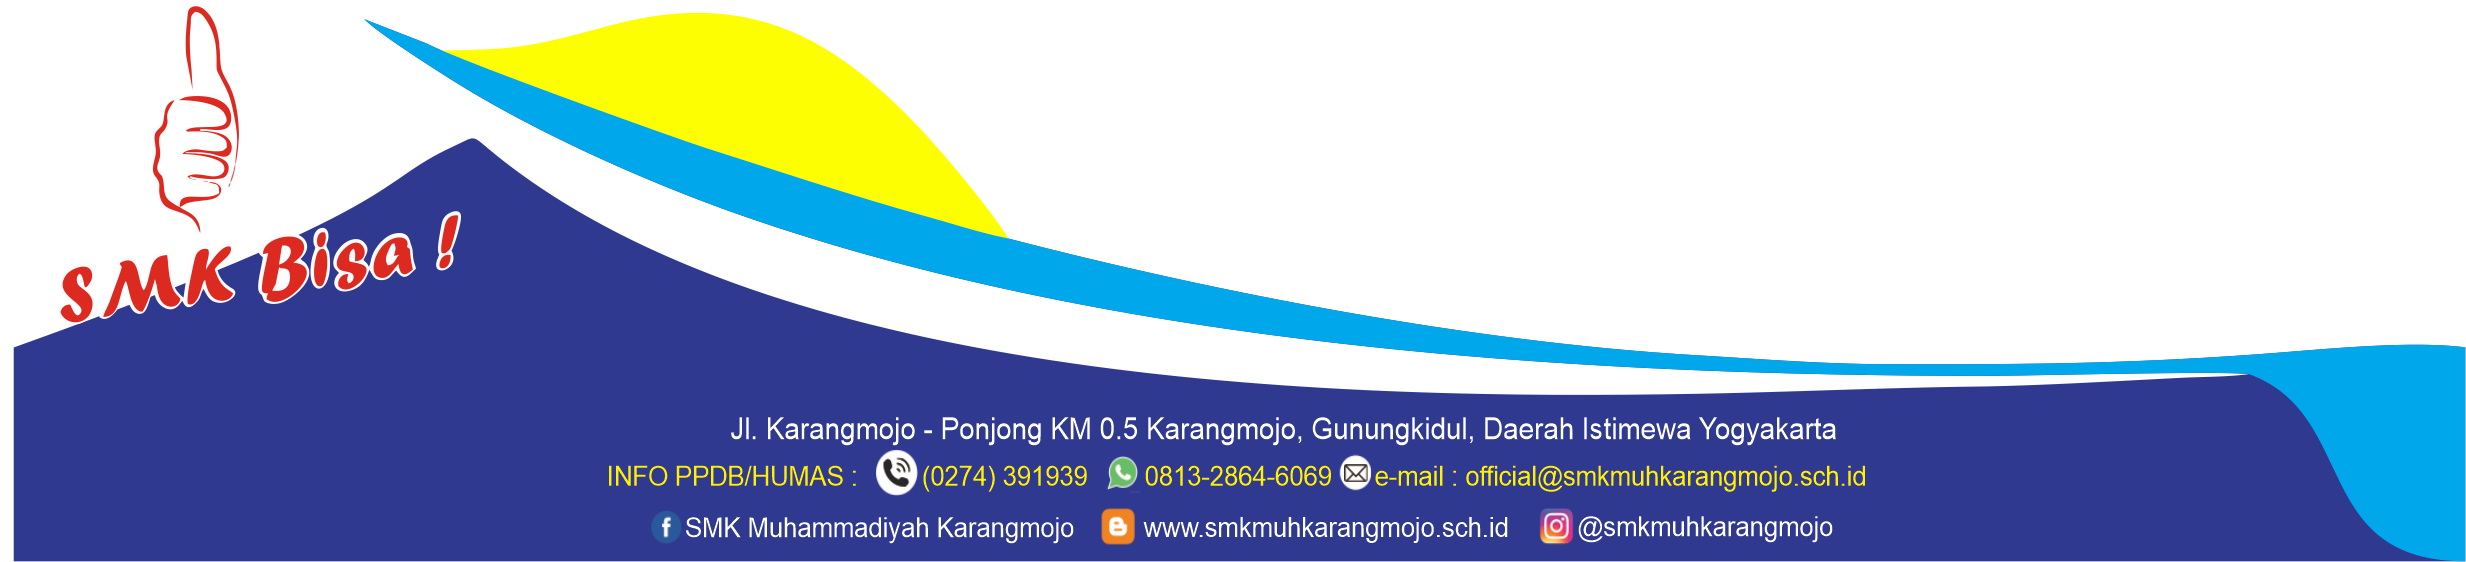 SMK Bisa !
Jl. Karangmojo - Ponjong KM 0.5 Karangmojo, Gunungkidul, Daerah Istimewa Yogyakarta
INFO PPDB/HUMAS : (0274) 391939 0813-2864-6069 e-mail : official@smkmuhkarangmojo.sch.id
SMK Muhammadiyah Karangmojo www.smkmuhkarangmojo.sch.id @smkmuhkarangmojo